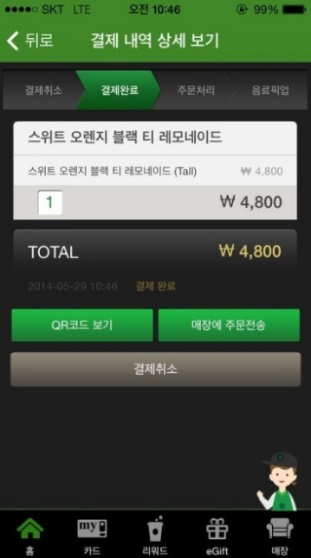 SKT LTE 오전 10:46 99%
뒤로 결제 내역 상세 보기
결제취소 결제완료 주문처리 음료픽업
스위트 오렌지 블랙 티 레모네이드
스위트 오렌지 블랙 티 레모네이드 (Tall) ₩ 4,800
1 ₩ 4,800
TOTAL ₩ 4,800
2014-05-29 10:46 결제 완료
QR코드 보기 매장에 주문전송
결제취소
my
홈 카드 리워드 eGift 매장